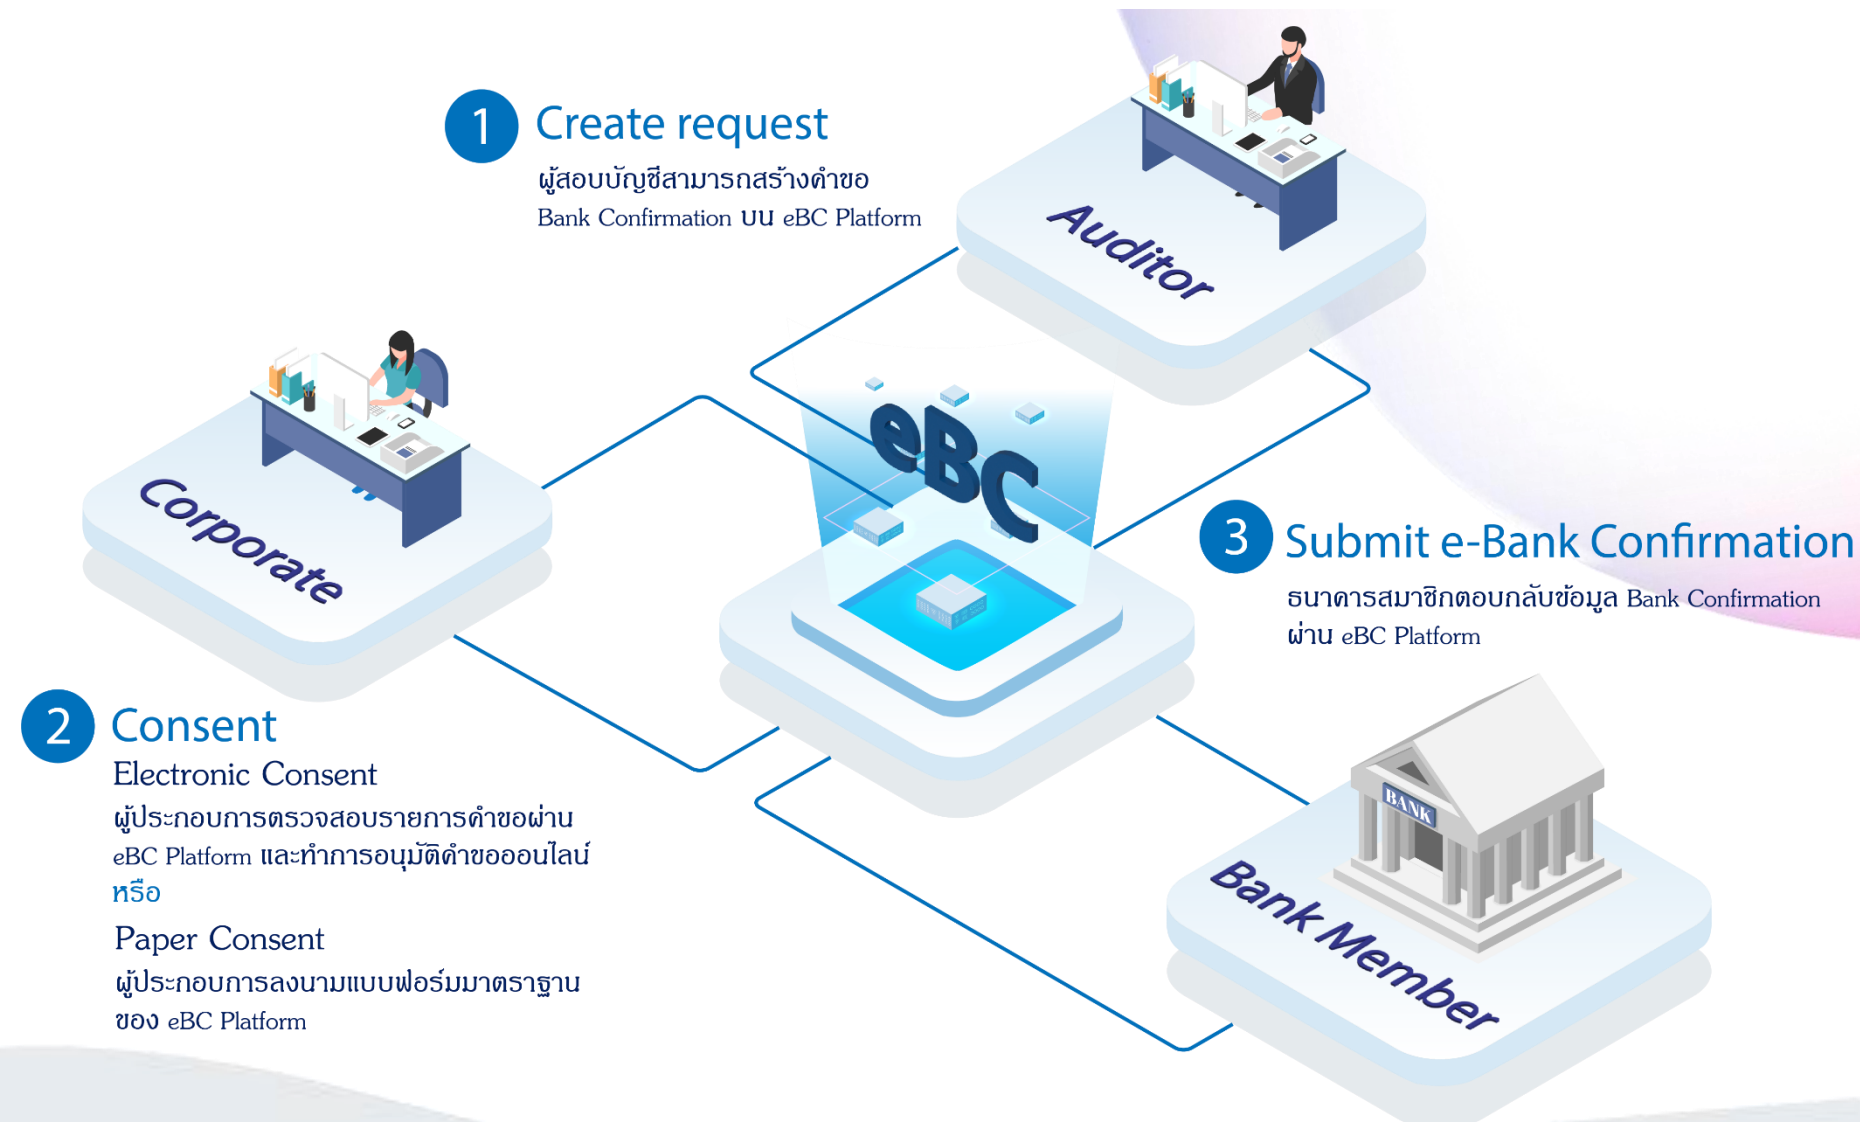 1 Create request
ผู้สอบบัญชีสามารถสร้างคำขอ
Bank Confirmation บน eBC Platform
Auditor
Corporate
eBC
3 Submit e-Bank Confirmation
ธนาคารสมาชิกตอบกลับข้อมูล Bank Confirmation
ผ่าน eBC Platform
2 Consent
Electronic Consent
ผู้ประกอบการตรวจสอบรายการคำขอผ่าน
eBC Platform และทำการอนุมัติคำขอออนไลน์
หรือ
Paper Consent
ผู้ประกอบการลงนามแบบฟอร์มมาตราฐาน
ของ eBC Platform
BANK
Bank Member